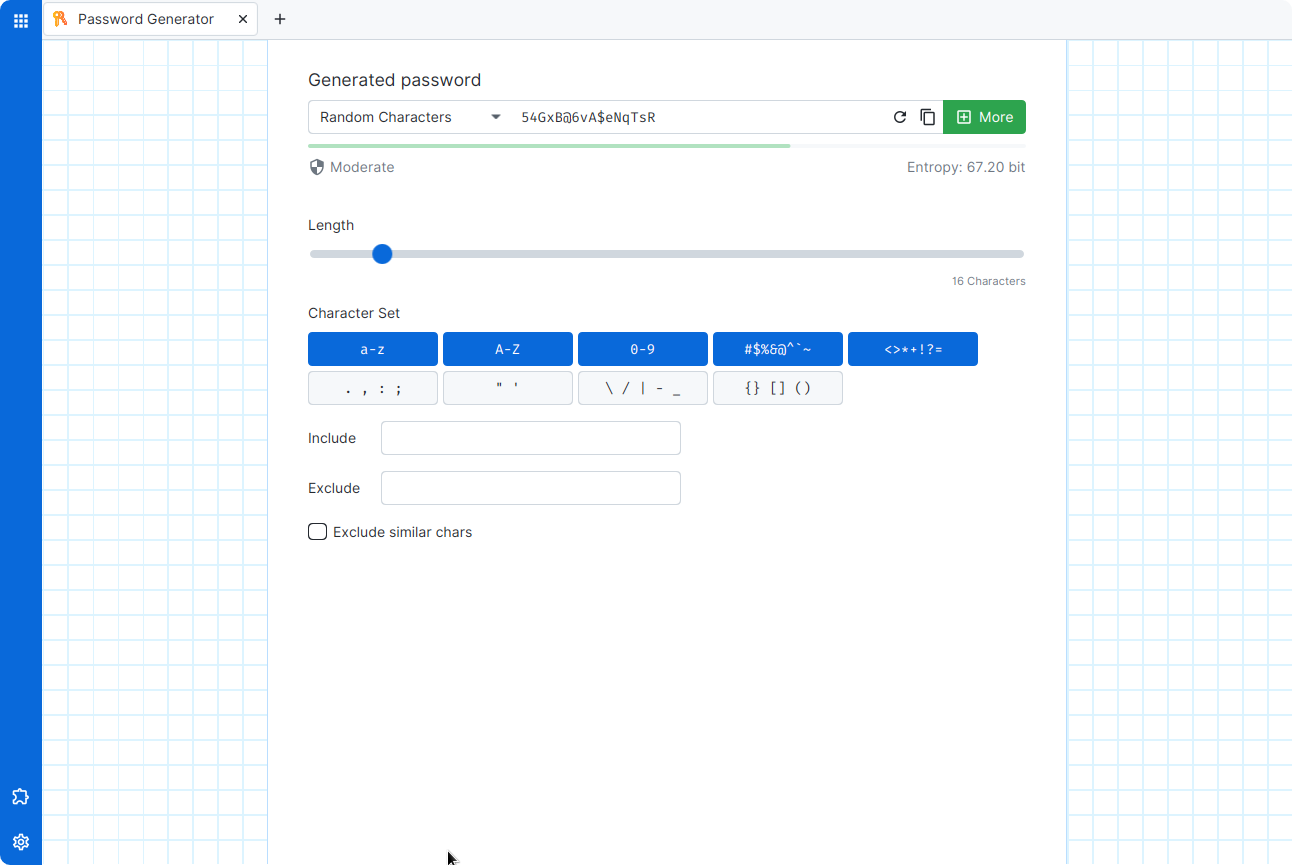 Password Generator
Generated password
Random Characters 54GxB@6vA$eNqTsR More
Moderate Entropy: 67.20 bit
Length
16 Characters
Character Set
a-z A-Z 0-9 #$%&@^`~ <>*+!?=
. , : ; " ' \ / | - _ {} [] ()
Include
Exclude
Exclude similar chars